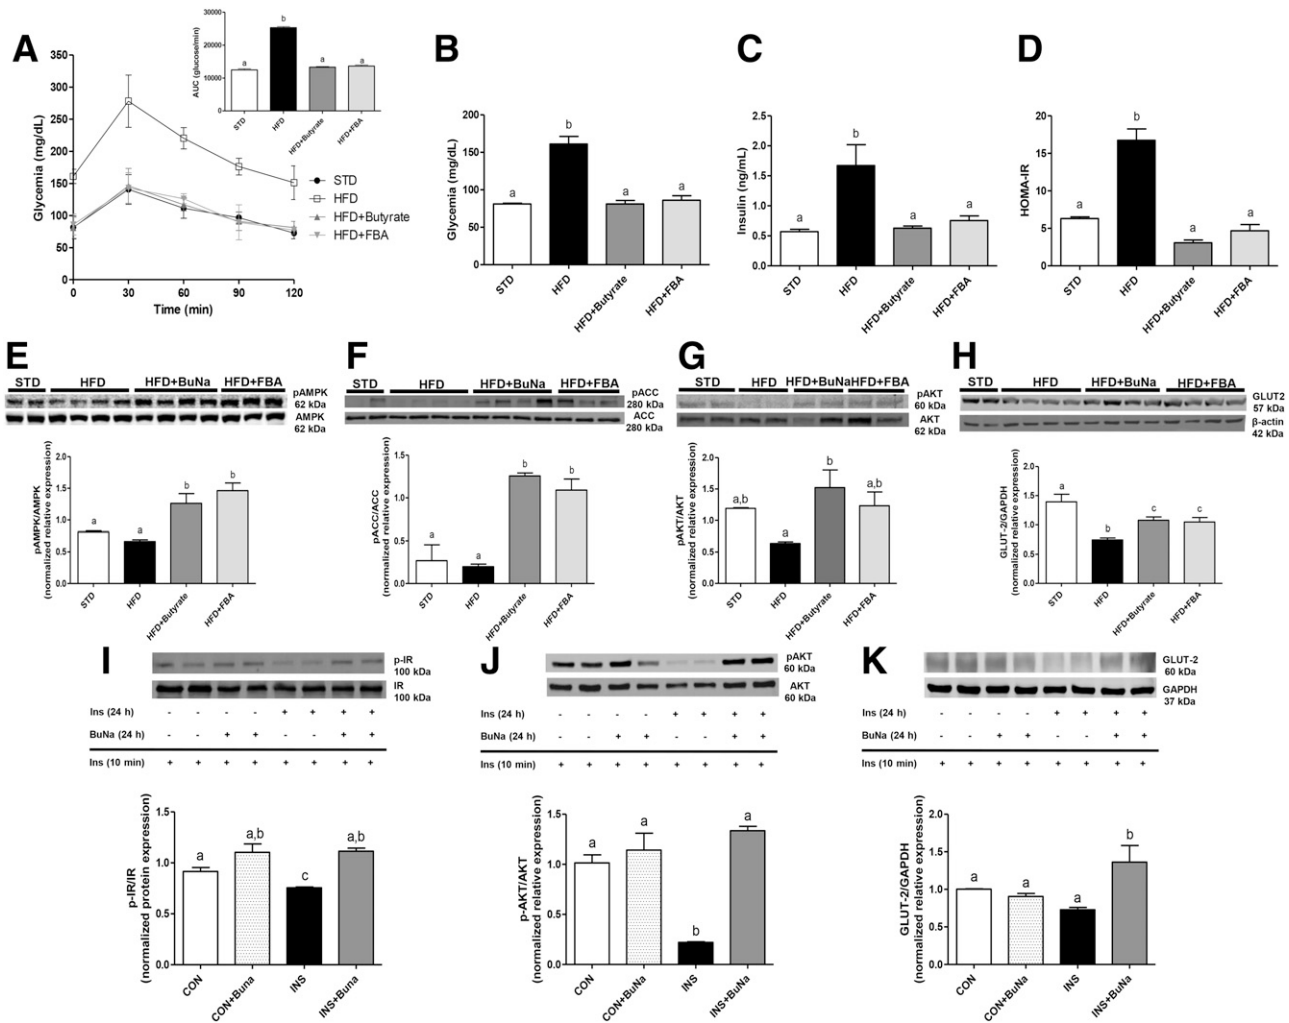 A
AUC (glucose/min)
30000
20000
10000
0
a
b
a
a
STD
HFD
HFD+Butyrate
HFD+FBA
Glycemia (mg/dL)
350
300
250
200
150
100
50
0
0 30 60 90 120
Time (min)
STD
HFD
HFD+Butyrate
HFD+FBA
B
Glycemia (mg/dL)
200
150
100
50
0
a
b
a
a
STD
HFD
HFD+Butyrate
HFD+FBA
C
Insulin (ng/mL)
2.5
2.0
1.5
1.0
0.5
0.0
a
b
a
a
STD
HFD
HFD+Butyrate
HFD+FBA
D
HOMA-IR
20
15
10
5
0
a
b
a
a
STD
HFD
HFD+Butyrate
HFD+FBA
E
STD HFD HFD+BuNa HFD+FBA
pAMPK
62 kDa
AMPK
62 kDa
pAMPK/AMPK
(normalized relative expression)
2.0
1.5
1.0
0.5
0.0
a
a
b
b
STD
HFD
HFD+Butyrate
HFD+FBA
F
STD HFD HFD+BuNa HFD+FBA
pACC
280 kDa
ACC
280 kDa
pACC/ACC
(normalized relative expression)
1.5
1.0
0.5
0.0
a
a
b
b
STD
HFD
HFD+Butyrate
HFD+FBA
G
STD HFD HFD+BuNa HFD+FBA
pAKT
60 kDa
AKT
62 kDa
pAKT/AKT
(normalized relative expression)
2.0
1.5
1.0
0.5
0.0
a,b
a
b
a,b
STD
HFD
HFD+Butyrate
HFD+FBA
H
STD HFD HFD+BuNa HFD+FBA
GLUT2
57 kDa
β-actin
42 kDa
GLUT-2/GAPDH
(normalized relative expression)
2.0
1.5
1.0
0.5
0.0
a
b
c
c
STD
HFD
HFD+Butyrate
HFD+FBA
I
p-IR
100 kDa
IR
100 kDa
Ins (24 h) - - - - + + + +
BuNa (24 h) - - + + - - + +
Ins (10 min) + + + + + + + +
p-IR/IR
(normalized protein expression)
1.5
1.0
0.5
0.0
a
a,b
c
a,b
CON
CON+Buna
INS
INS+Buna
J
pAKT
60 kDa
AKT
60 kDa
Ins (24 h) - - - - + + + +
BuNa (24 h) - - + + - - + +
Ins (10 min) + + + + + + + +
p-AKT/AKT
(normalized relative expression)
1.5
1.0
0.5
0.0
a
a
b
a
CON
CON+BuNa
INS
INS+BuNa
K
GLUT-2
60 kDa
GAPDH
37 kDa
Ins (24 h) - - - - + + + +
BuNa (24 h) - - + + - - + +
Ins (10 min) + + + + + + + +
GLUT-2/GAPDH
(normalized relative expression)
2.0
1.5
1.0
0.5
0.0
a
a
a
b
CON
CON+BuNa
INS
INS+BuNa